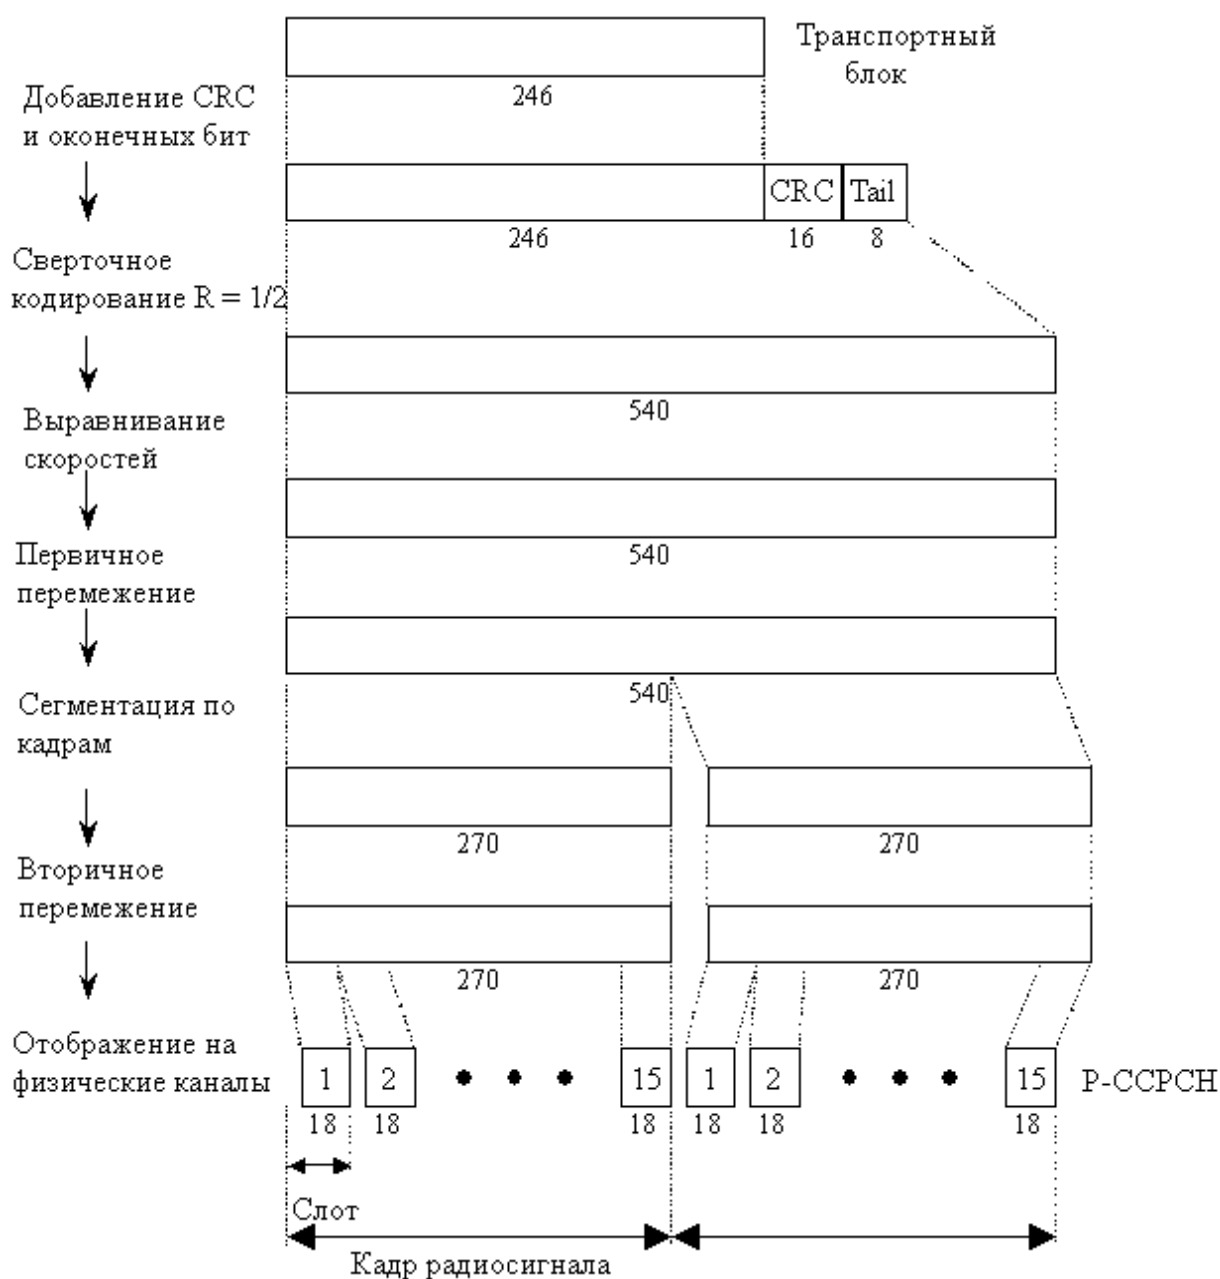 Транспортный
блок
246
Добавление CRC
и оконечных бит
CRC Tail
246 16 8
Сверточное
кодирование R = 1/2
540
Выравнивание
скоростей
540
Первичное
перемежение
540
Сегментация по
кадрам
270 270
Вторичное
перемежение
270 270
Отображение на
физические каналы
1 2 15 1 2 15 P-CCPCH
18 18 18 18 18 18
Слот
Кадр радиосигнала